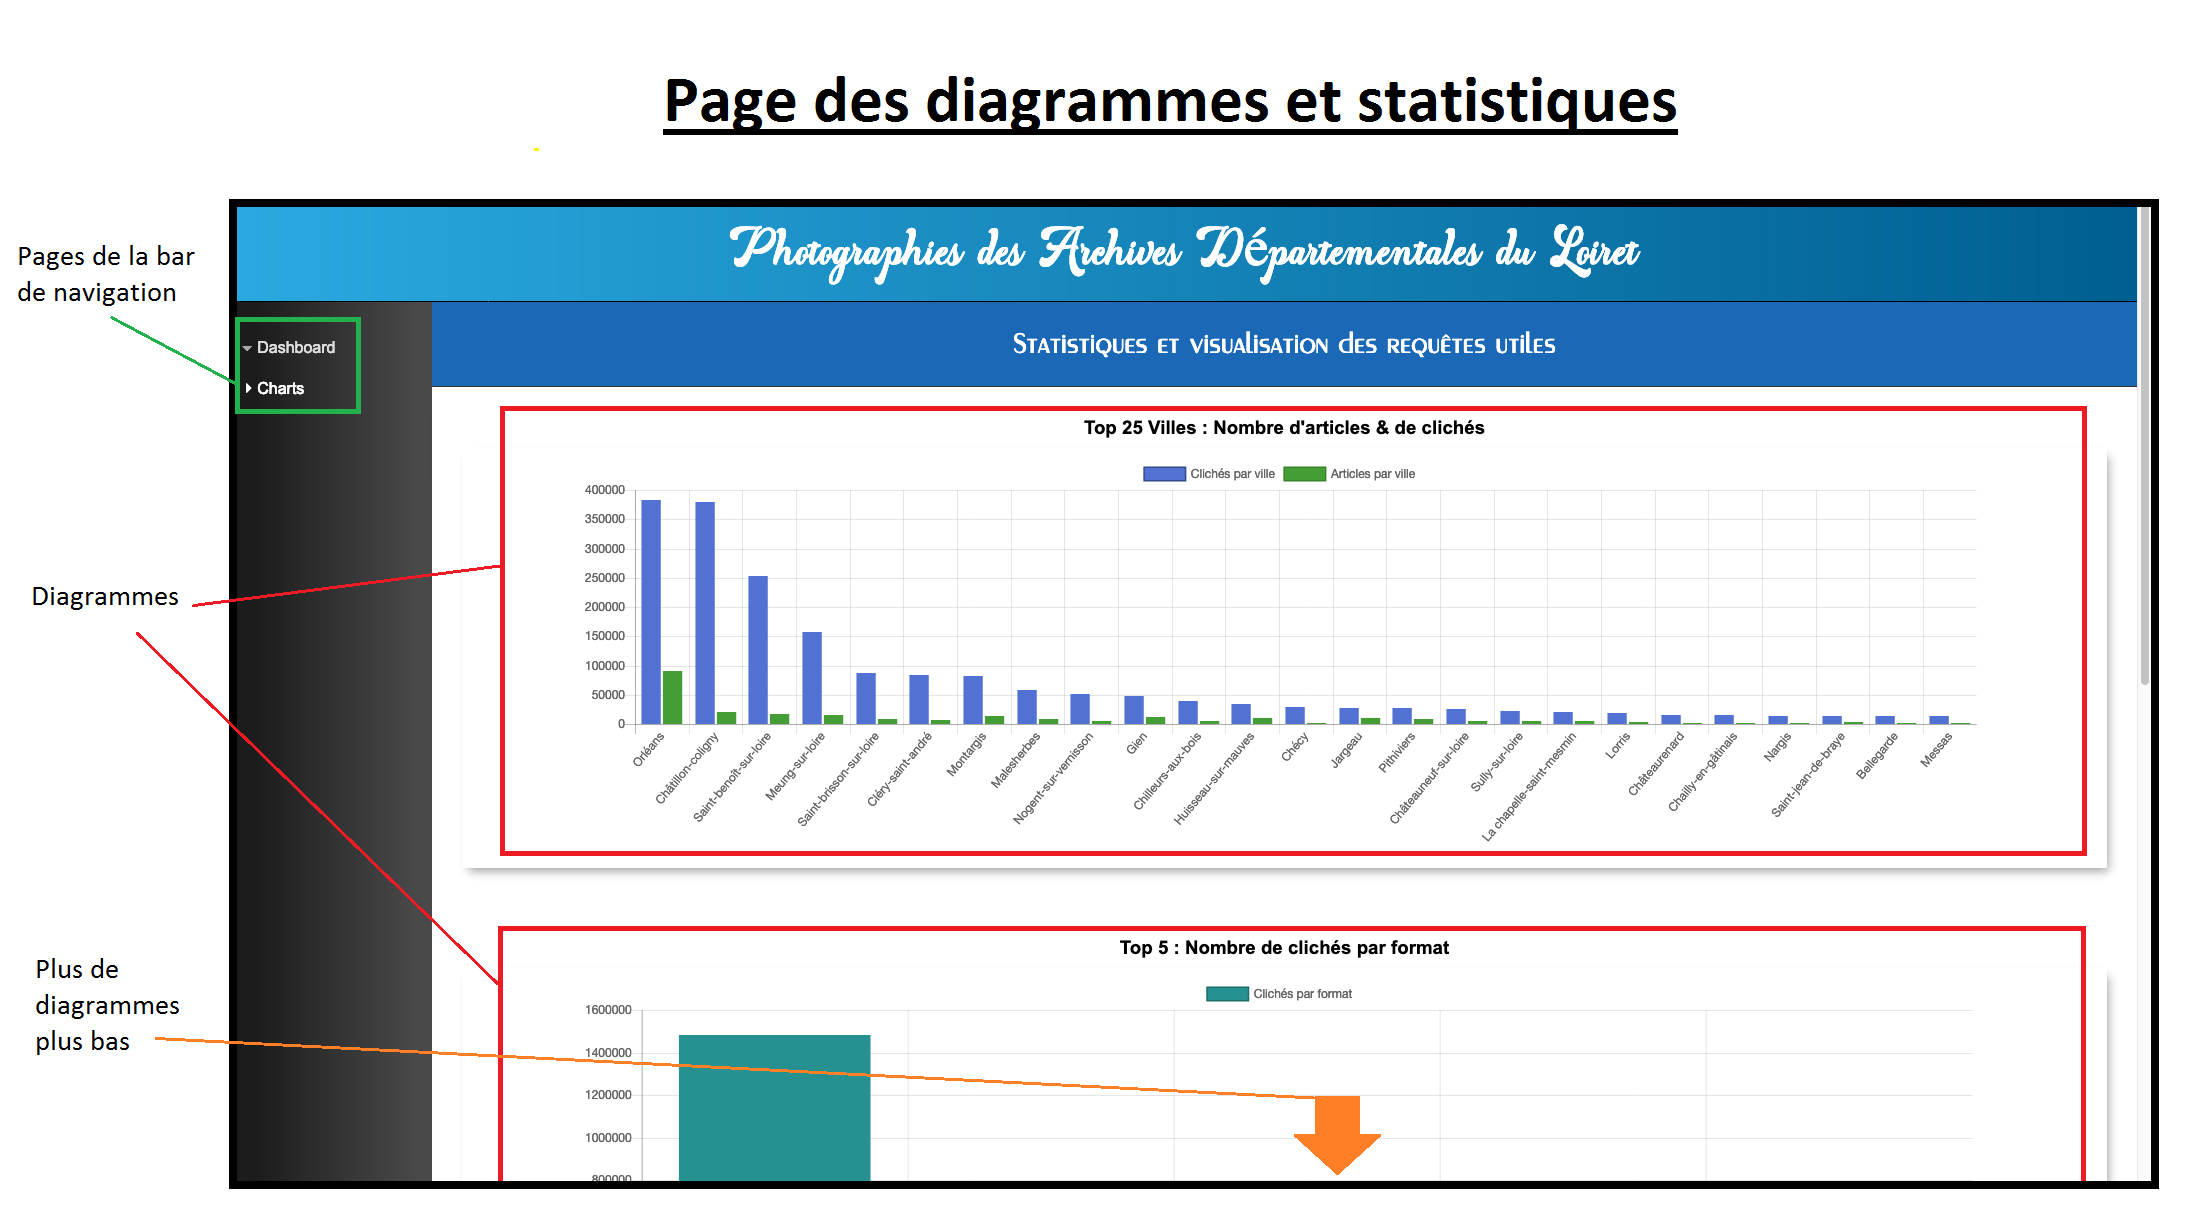 Page des diagrammes et statistiques
Photographies des Archives Départementales du Loiret
Pages de la bar
de navigation
Dashboard
Charts
Statistiques et visualisation des requêtes utiles
Top 25 Villes : Nombre d'articles & de clichés
Clichés par ville
Articles par ville
400000
350000
300000
250000
200000
150000
100000
50000
0
Orléans
Châtillon-coligny
Saint-benoît-sur-loire
Meung-sur-loire
Saint-brisson-sur-loire
Cléry-saint-andré
Montargis
Malesherbes
Nogent-sur-vernisson
Gien
Chilleurs-aux-bois
Huisseau-sur-mauves
Chécy
Jargeau
Pithiviers
Châteauneuf-sur-loire
Sully-sur-loire
La chapelle-saint-mesmin
Lorris
Châteaurenard
Chailly-en-gâtinais
Nargis
Saint-jean-de-braye
Bellegarde
Messas
Diagrammes
Plus de
diagrammes
plus bas
Top 5 : Nombre de clichés par format
Clichés par format
1600000
1400000
1200000
1000000
800000